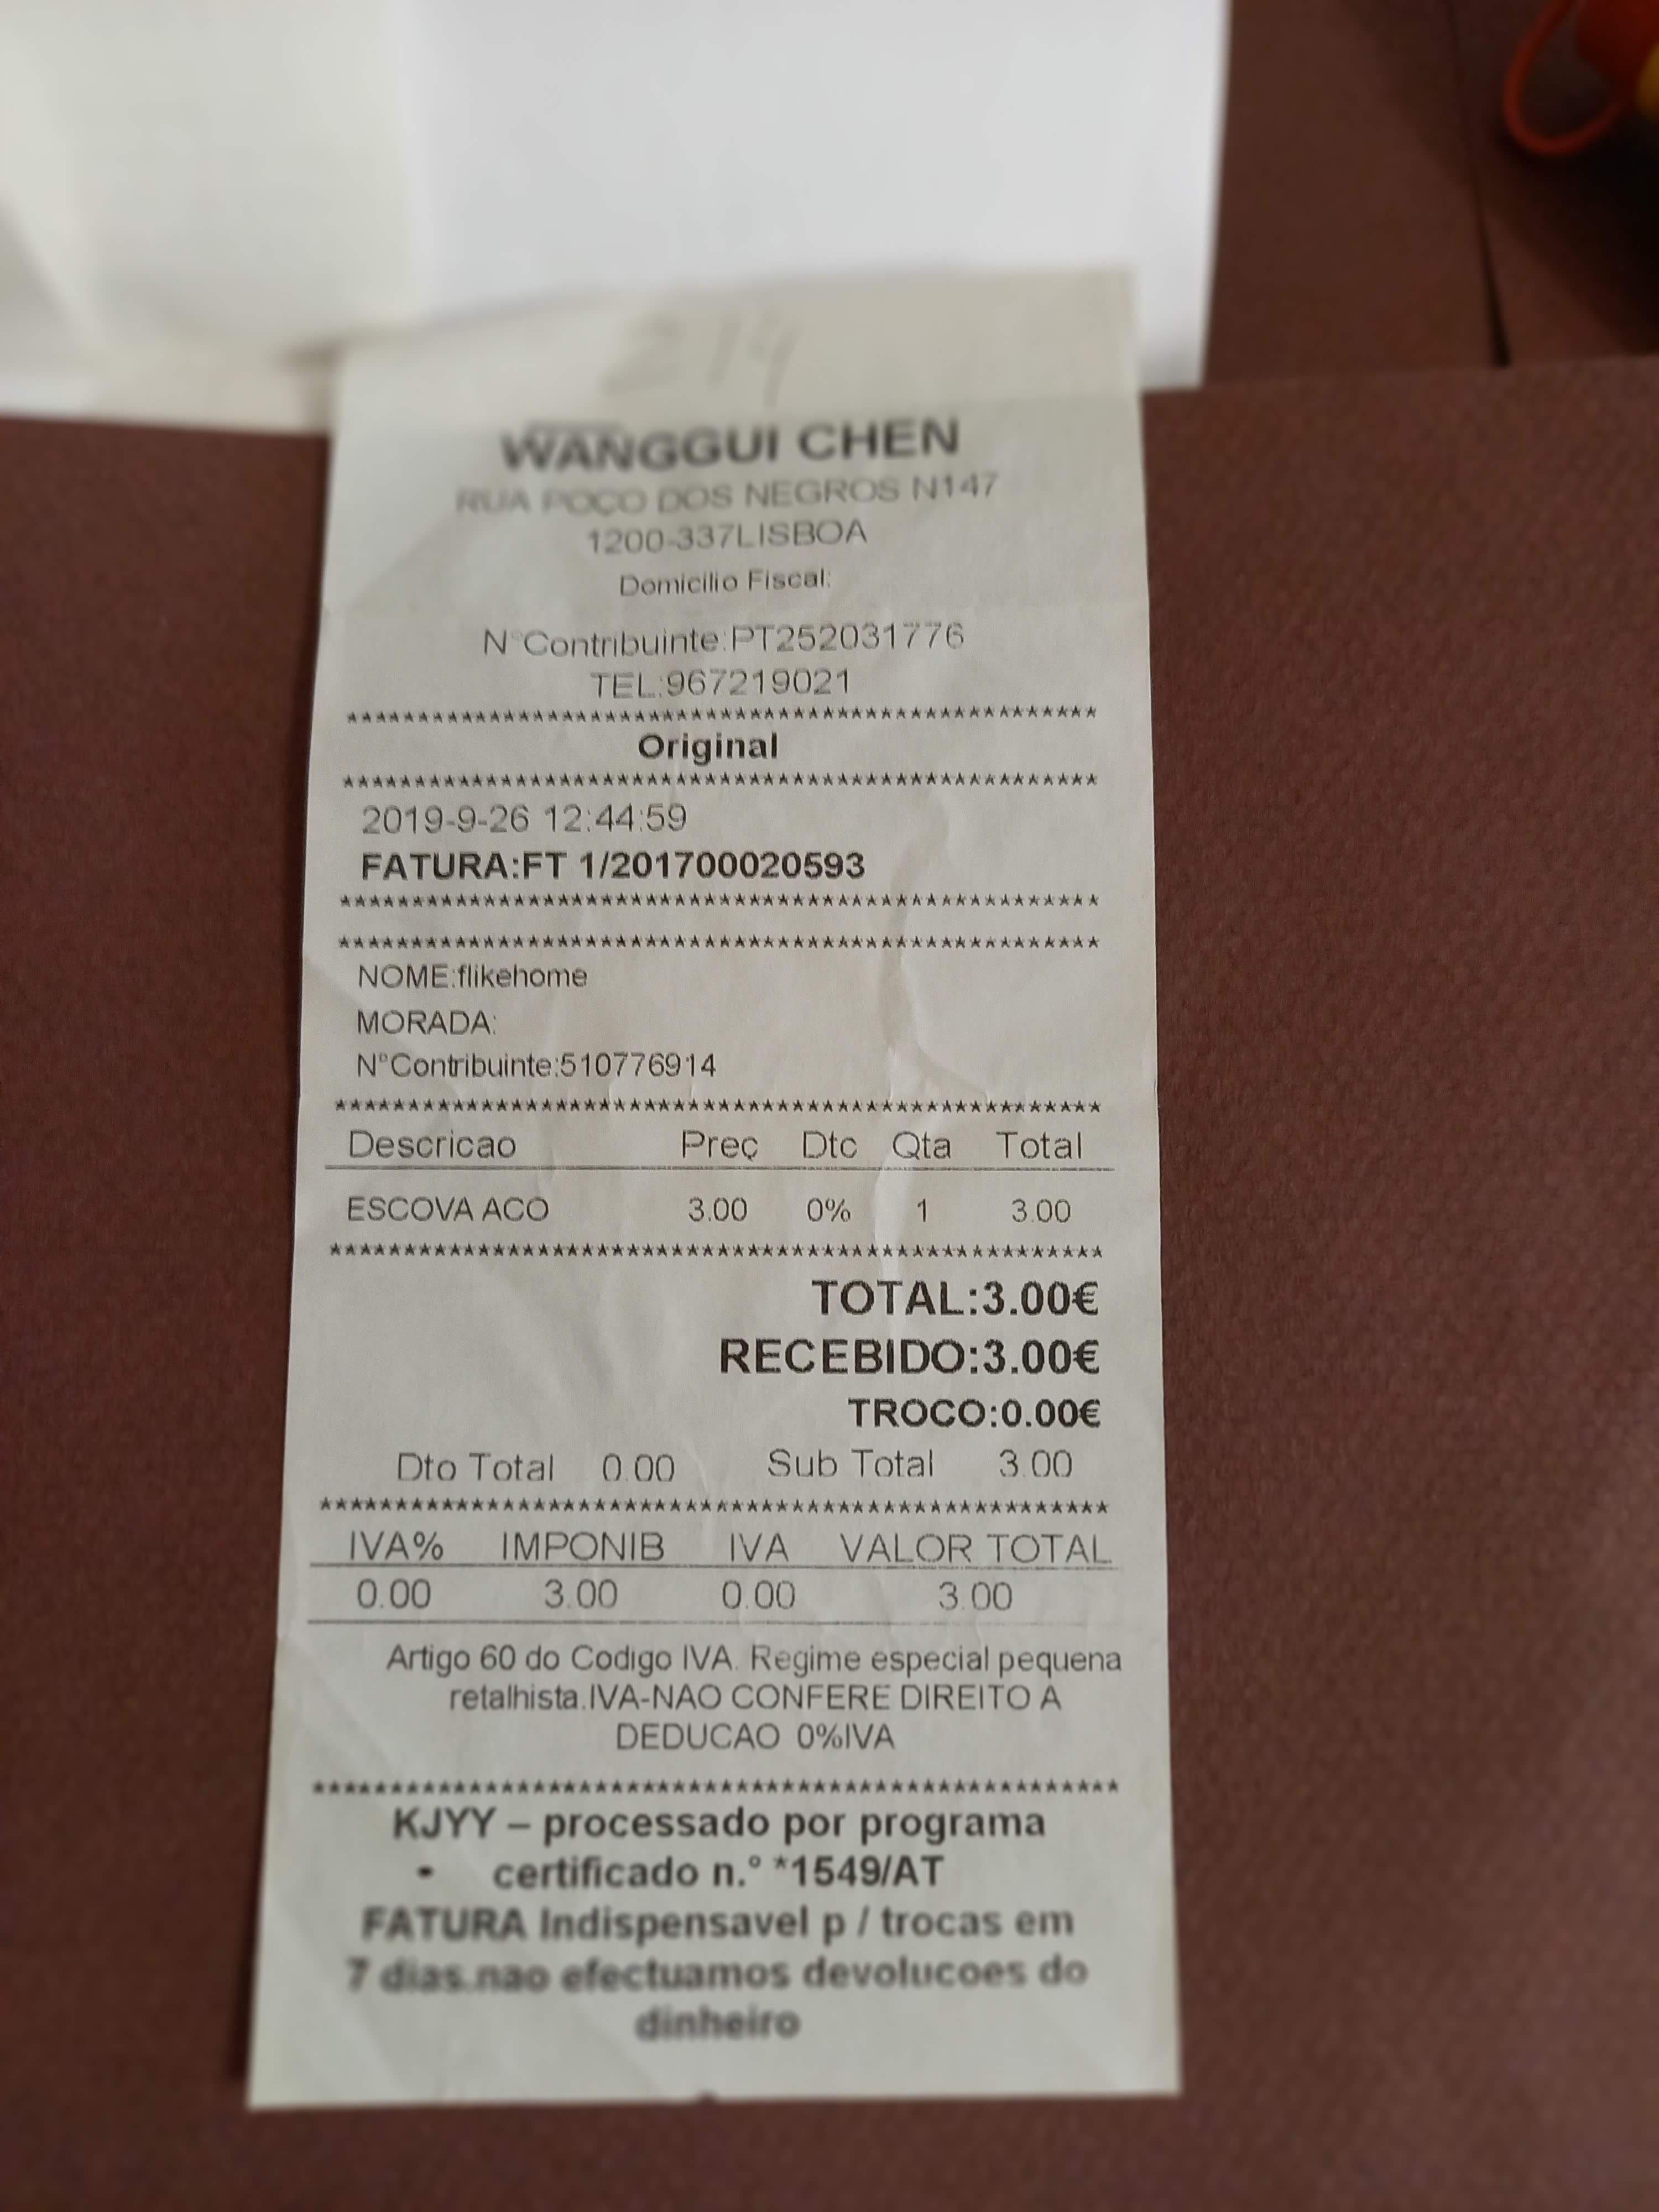 214
WANGGUI CHEN
RUA POÇO DOS NEGROS N147
1200-337LISBOA
Domicilio Fiscal:
N°Contribuinte:PT252031776
TEL:967219021
****************************************************
Original
****************************************************
2019-9-26 12:44:59
FATURA:FT 1/201700020593
****************************************************
****************************************************
NOME:flikehome
MORADA:
N°Contribuinte:510776914
****************************************************
Descricao Preç Dtc Qta Total
ESCOVA ACO 3.00 0% 1 3.00
****************************************************
TOTAL:3.00€
RECEBIDO:3.00€
TROCO:0.00€
Dto Total 0.00 Sub Total 3.00
****************************************************
IVA% IMPONIB IVA VALOR TOTAL
0.00 3.00 0.00 3.00
Artigo 60 do Codigo IVA. Regime especial pequena
retalhista.IVA-NAO CONFERE DIREITO A
DEDUCAO 0%IVA
****************************************************
KJYY – processado por programa
- certificado n.° *1549/AT
FATURA Indispensavel p / trocas em
7 dias.nao efectuamos devolucoes do
dinheiro